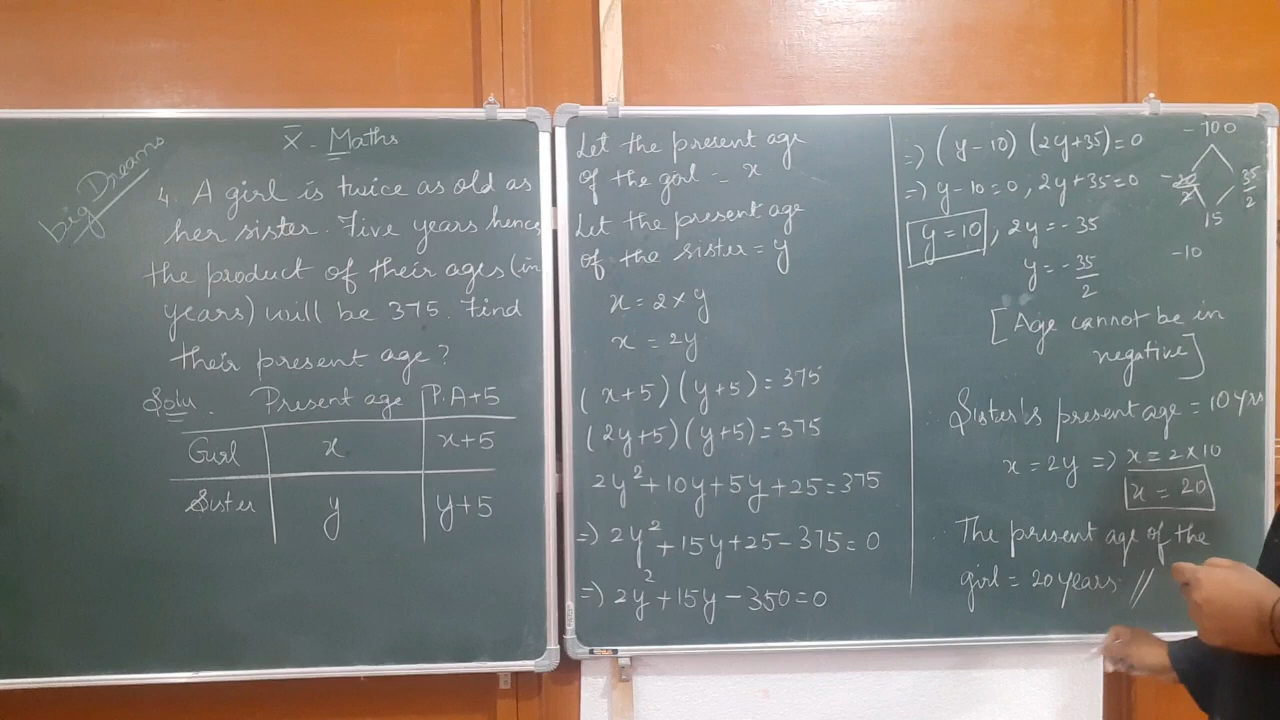 big Dreams
X - Maths
4. A girl is twice as old as
her sister. Five years hence
the product of their ages (in
years) will be 375. Find
their present age?
Solu. Present age P.A+5
Girl x x+5
Sister y y+5
Let the present age
of the girl = x
Let the present age
of the sister = y
x = 2 × y
x = 2y
(x+5)(y+5) = 375
(2y+5)(y+5) = 375
2y²+10y+5y+25=375
=) 2y²+15y+25-375=0
=) 2y²+15y-350=0
=) (y-10)(2y+35)=0
=) y-10=0, 2y+35=0
y=10, 2y=-35
y=-35/2
[Age cannot be in
negative]
Sister's present age = 10 yrs
x = 2y =) x = 2×10
x = 20
The present age of the
girl = 20 years. //
-700
35/2
15
-10